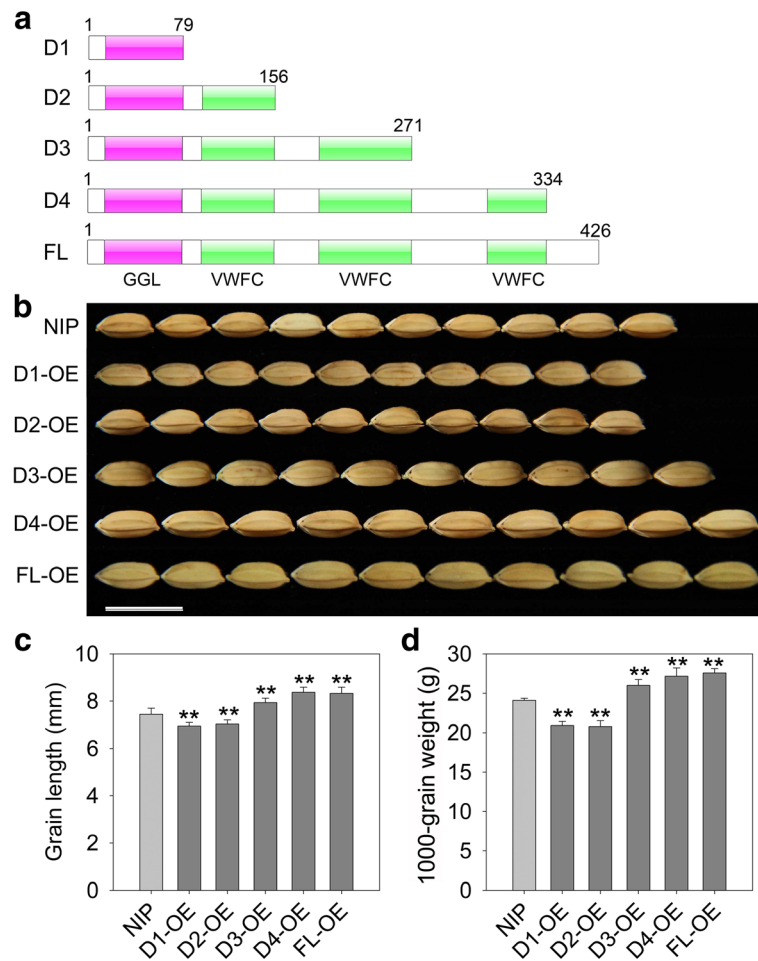 a
1 79
D1
1 156
D2
1 271
D3
1 334
D4
1 426
FL
GGL VWFC VWFC VWFC
b
NIP
D1-OE
D2-OE
D3-OE
D4-OE
FL-OE
c
Grain length (mm)
10
8
6
4
2
0
** ** ** ** **
NIP D1-OE D2-OE D3-OE D4-OE FL-OE
d
1000-grain weight (g)
30
25
20
15
10
5
0
** ** ** ** **
NIP D1-OE D2-OE D3-OE D4-OE FL-OE